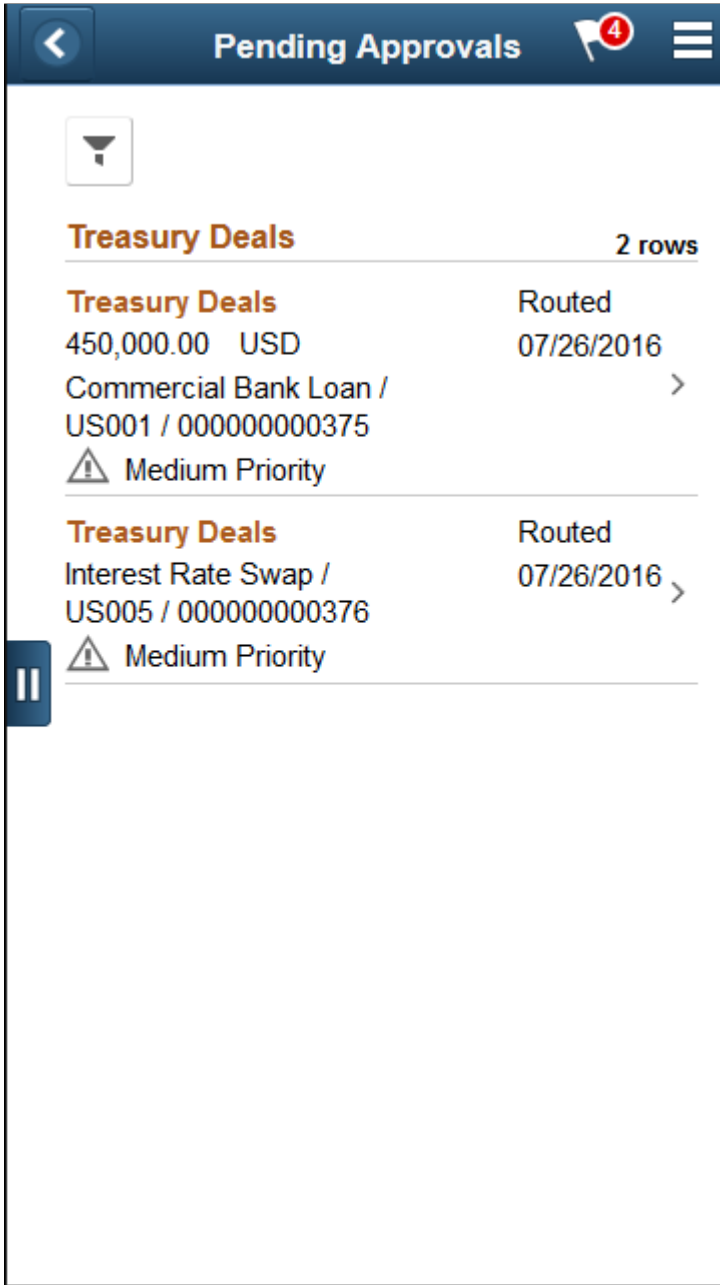 Pending Approvals 4
Treasury Deals 2 rows
Treasury Deals Routed
450,000.00 USD 07/26/2016
Commercial Bank Loan /
US001 / 000000000375
Medium Priority
Treasury Deals Routed
Interest Rate Swap / 07/26/2016
US005 / 000000000376
Medium Priority